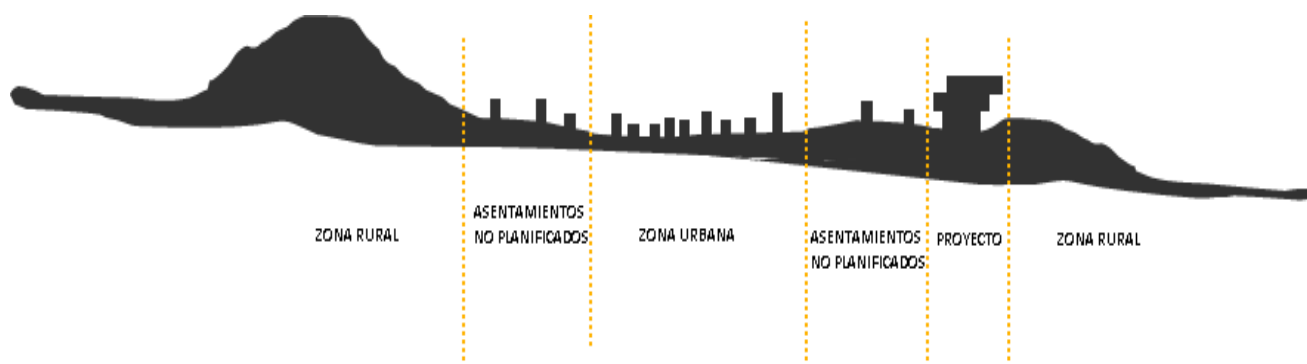 ZONA RURAL
ASENTAMIENTOS
NO PLANIFICADOS
ZONA URBANA
ASENTAMIENTOS
NO PLANIFICADOS
PROYECTO
ZONA RURAL